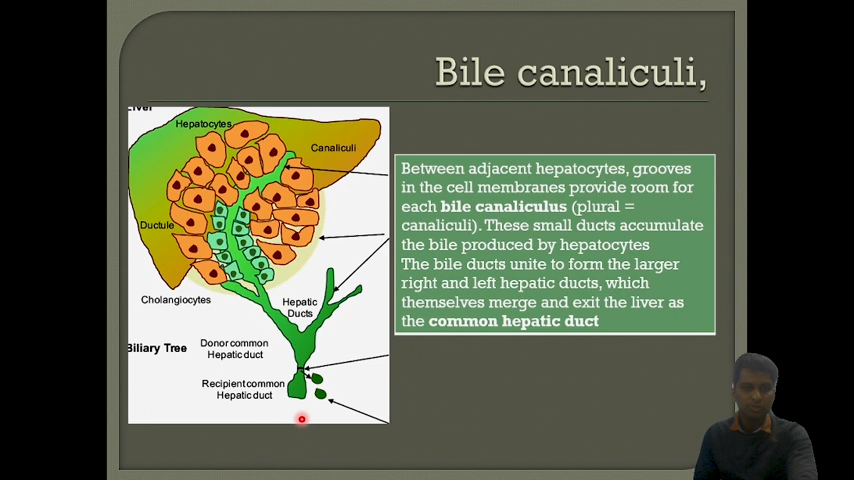 Bile canaliculi,
Liver
Hepatocytes
Canaliculi
Ductule
Cholangiocytes
Hepatic
Ducts
Biliary Tree
Donor common
Hepatic duct
Recipient common
Hepatic duct
Between adjacent hepatocytes, grooves
in the cell membranes provide room for
each bile canaliculus (plural =
canaliculi). These small ducts accumulate
the bile produced by hepatocytes
The bile ducts unite to form the larger
right and left hepatic ducts, which
themselves merge and exit the liver as
the common hepatic duct